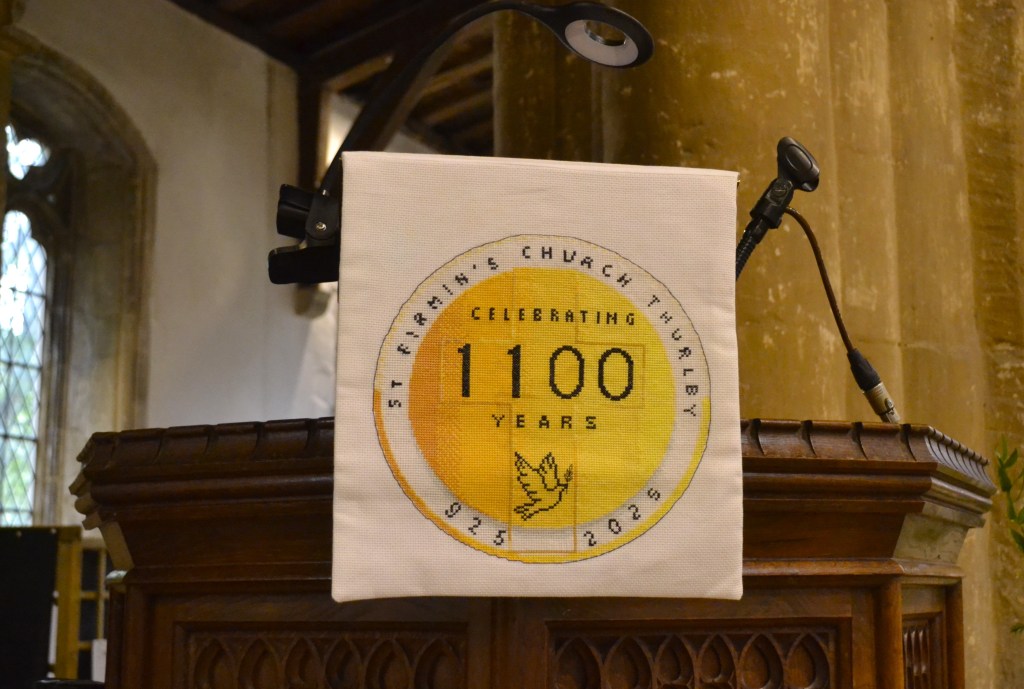 ST FIRMIN'S CHURCH THURLBY
CELEBRATING
1100
YEARS
925 2025